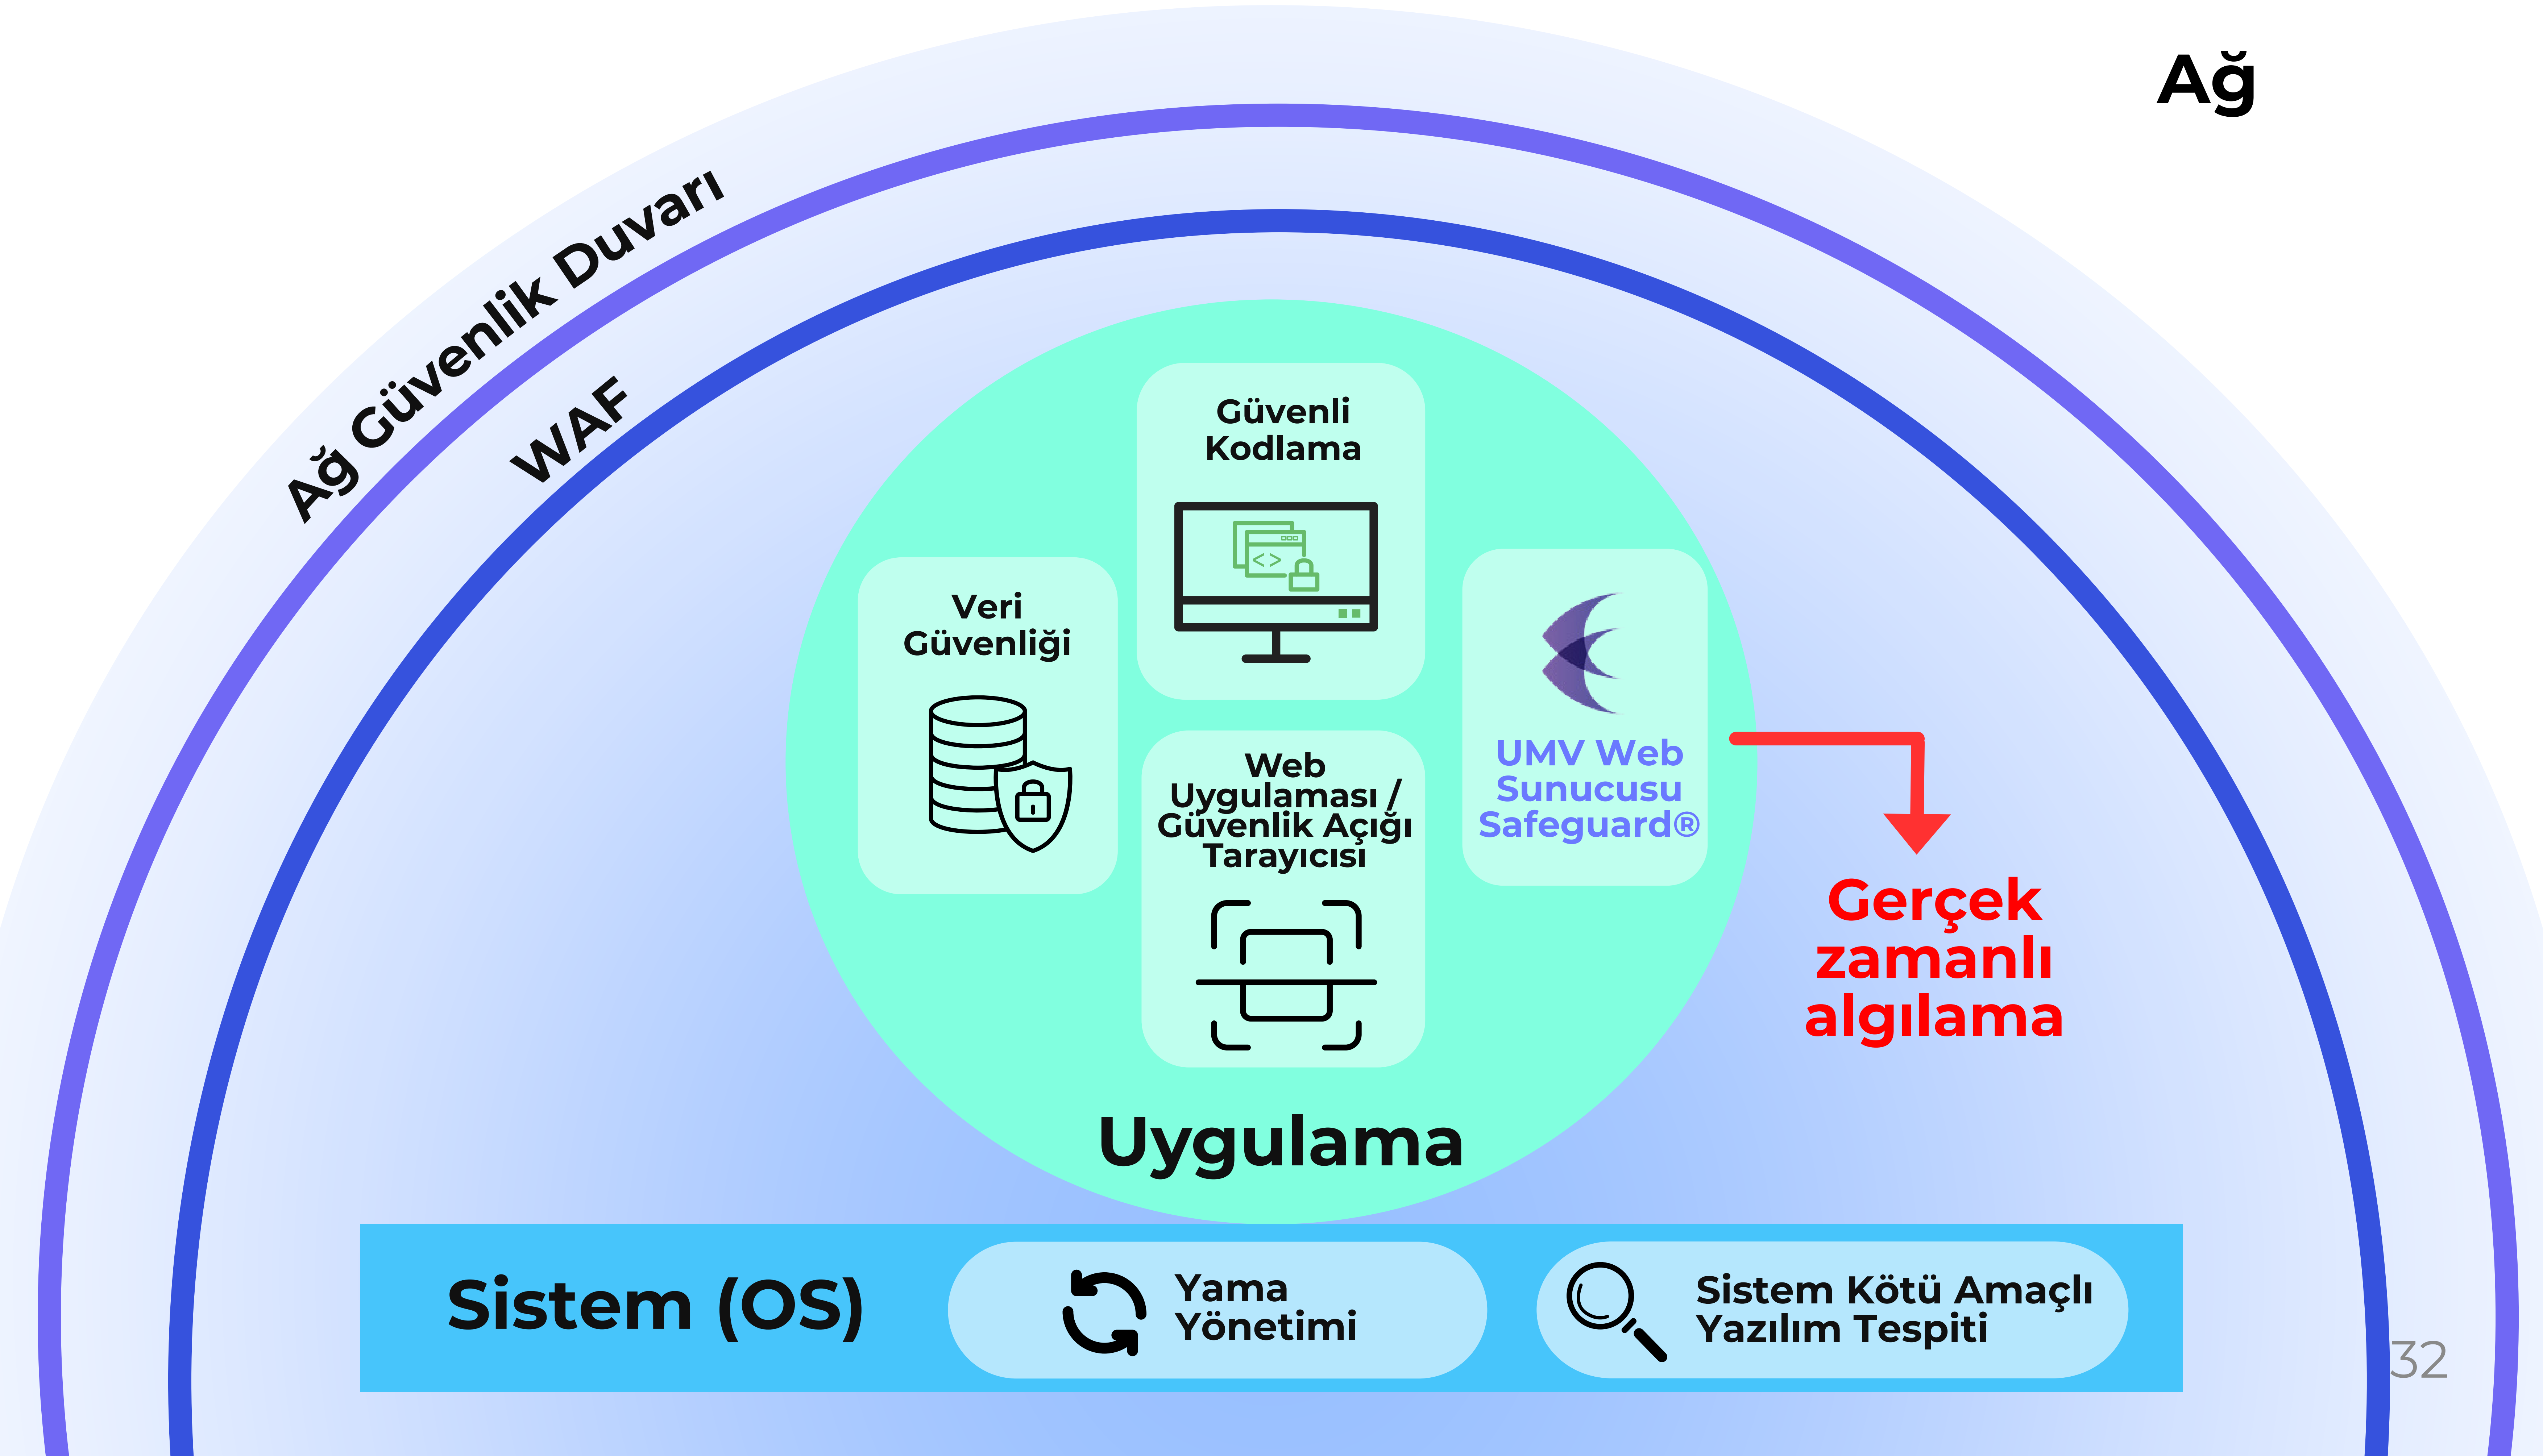 Ağ
Ağ Güvenlik Duvarı
WAF
Güvenli
Kodlama
Veri
Güvenliği
Web
Uygulaması /
Güvenlik Açığı
Tarayıcısı
UMV Web
Sunucusu
Safeguard®
Gerçek
zamanlı
algılama
Uygulama
Sistem (OS)
Yama
Yönetimi
Sistem Kötü Amaçlı
Yazılım Tespiti
32